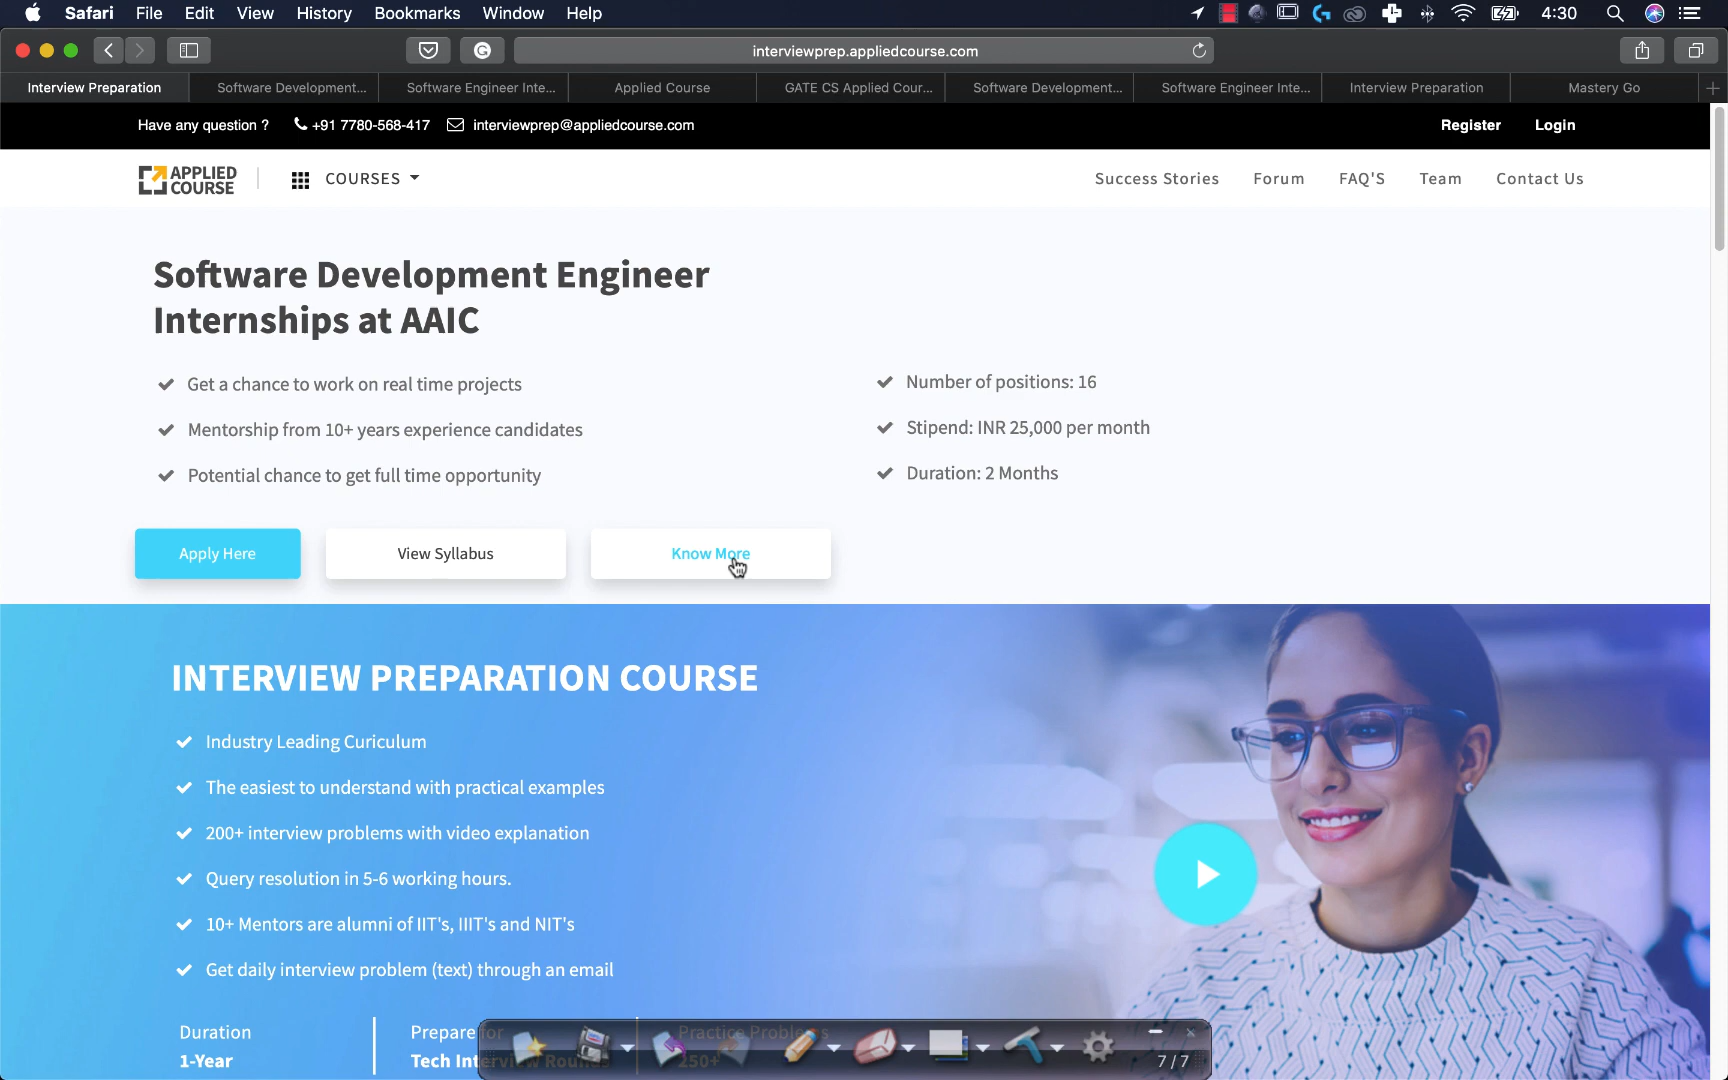 Safari File Edit View History Bookmarks Window Help 4:30
interviewprep.appliedcourse.com
Interview Preparation Software Development... Software Engineer Inte... Applied Course GATE CS Applied Cour... Software Development... Software Engineer Inte... Interview Preparation Mastery Go
Have any question ? +91 7780-568-417 interviewprep@appliedcourse.com Register Login
APPLIED COURSE COURSES Success Stories Forum FAQ'S Team Contact Us
Software Development Engineer
Internships at AAIC
Get a chance to work on real time projects
Mentorship from 10+ years experience candidates
Potential chance to get full time opportunity
Number of positions: 16
Stipend: INR 25,000 per month
Duration: 2 Months
Apply Here View Syllabus Know More
INTERVIEW PREPARATION COURSE
Industry Leading Curiculum
The easiest to understand with practical examples
200+ interview problems with video explanation
Query resolution in 5-6 working hours.
10+ Mentors are alumni of IIT's, IIIT's and NIT's
Get daily interview problem (text) through an email
Duration
1-Year
Prepare for
Tech Interview Rounds
Practice Problems
250+
7/7